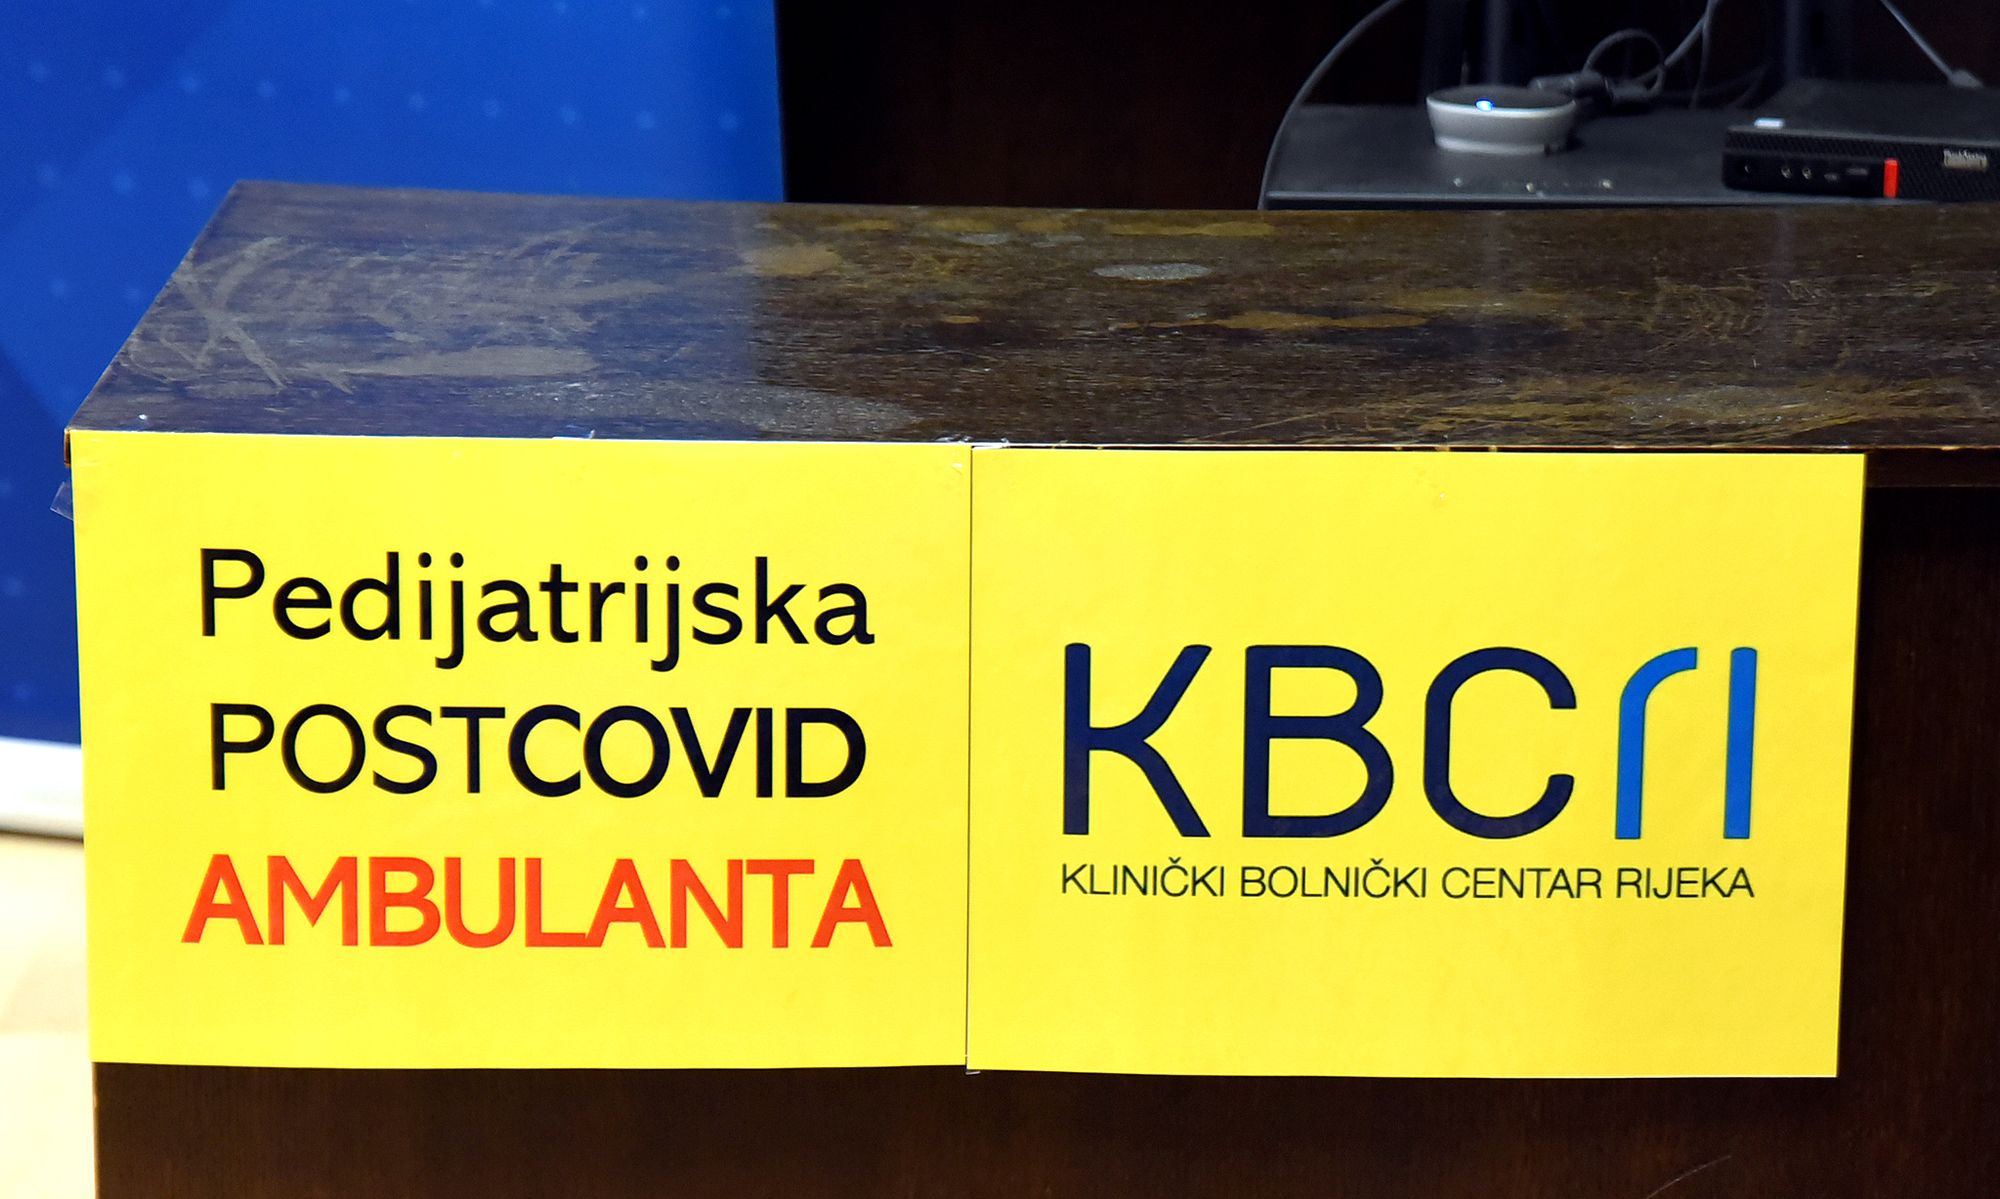 Pedijatrijska
POSTCOVID
AMBULANTA
KBCrI
KLINIČKI BOLNIČKI CENTAR RIJEKA